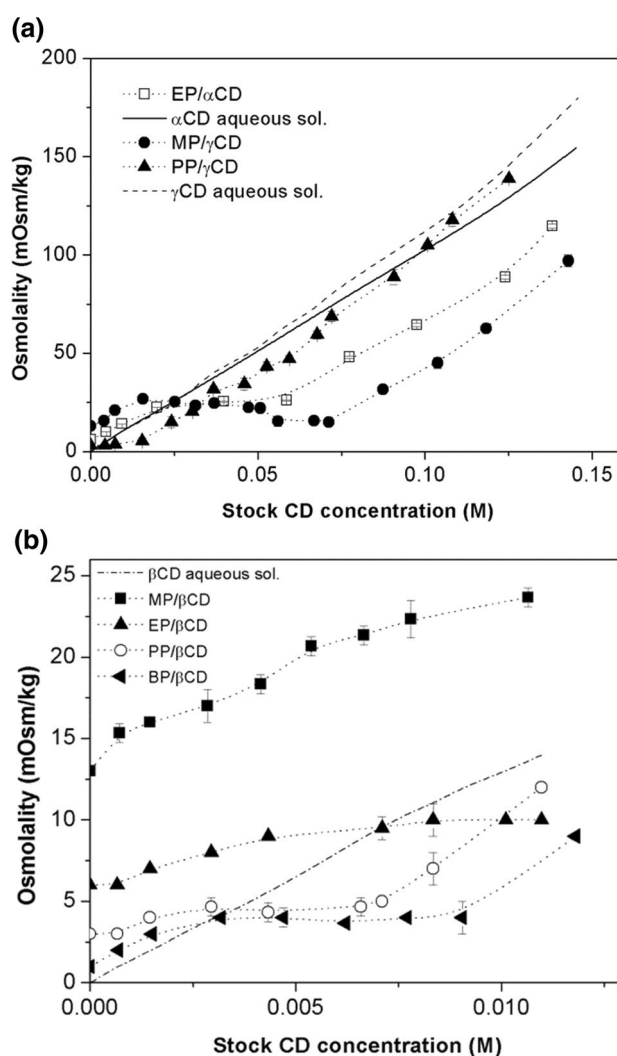 (a)
200
150
100
50
0
Osmolality (mOsm/kg)
EP/αCD
αCD aqueous sol.
MP/γCD
PP/γCD
γCD aqueous sol.
0.00 0.05 0.10 0.15
Stock CD concentration (M)
(b)
25
20
15
10
5
0
Osmolality (mOsm/kg)
βCD aqueous sol.
MP/βCD
EP/βCD
PP/βCD
BP/βCD
0.000 0.005 0.010
Stock CD concentration (M)